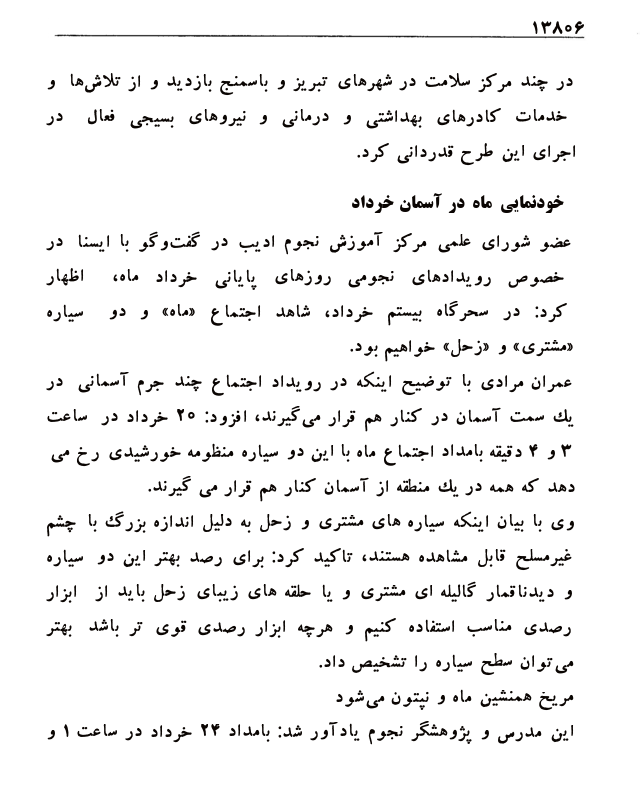 ۱۳۸۰۶
در چند مرکز سلامت در شهرهای تبریز و باسمنج بازدید و از تلاش‌ها و
خدمات کادرهای بهداشتی و درمانی و نیروهای بسیجی فعال در
اجرای این طرح قدردانی کرد.
خودنمایی ماه در آسمان خرداد
عضو شورای علمی مرکز آموزش نجوم ادیب در گفت‌وگو با ایسنا در
خصوص رویدادهای نجومی روزهای پایانی خرداد ماه، اظهار
کرد: در سحرگاه بیستم خرداد، شاهد اجتماع «ماه» و دو سیاره
«مشتری» و «زحل» خواهیم بود.
عمران مرادی با توضیح اینکه در رویداد اجتماع چند جرم آسمانی در
یك سمت آسمان در کنار هم قرار می‌گیرند، افزود: ۲۵ خرداد در ساعت
۳ و ۴ دقیقه بامداد اجتماع ماه با این دو سیاره منظومه خورشیدی رخ می
دهد که همه در یك منطقه از آسمان کنار هم قرار می گیرند.
وی با بیان اینکه سیاره های مشتری و زحل به دلیل اندازه بزرگ با چشم
غیرمسلح قابل مشاهده هستند، تاکید کرد: برای رصد بهتر این دو سیاره
و دیدناقمار گالیله ای مشتری و یا حلقه های زیبای زحل باید از ابزار
رصدی مناسب استفاده کنیم و هرچه ابزار رصدی قوی تر باشد بهتر
می‌توان سطح سیاره را تشخیص داد.
مریخ همنشین ماه و نپتون می‌شود
این مدرس و پژوهشگر نجوم یادآور شد: بامداد ۲۴ خرداد در ساعت ۱ و